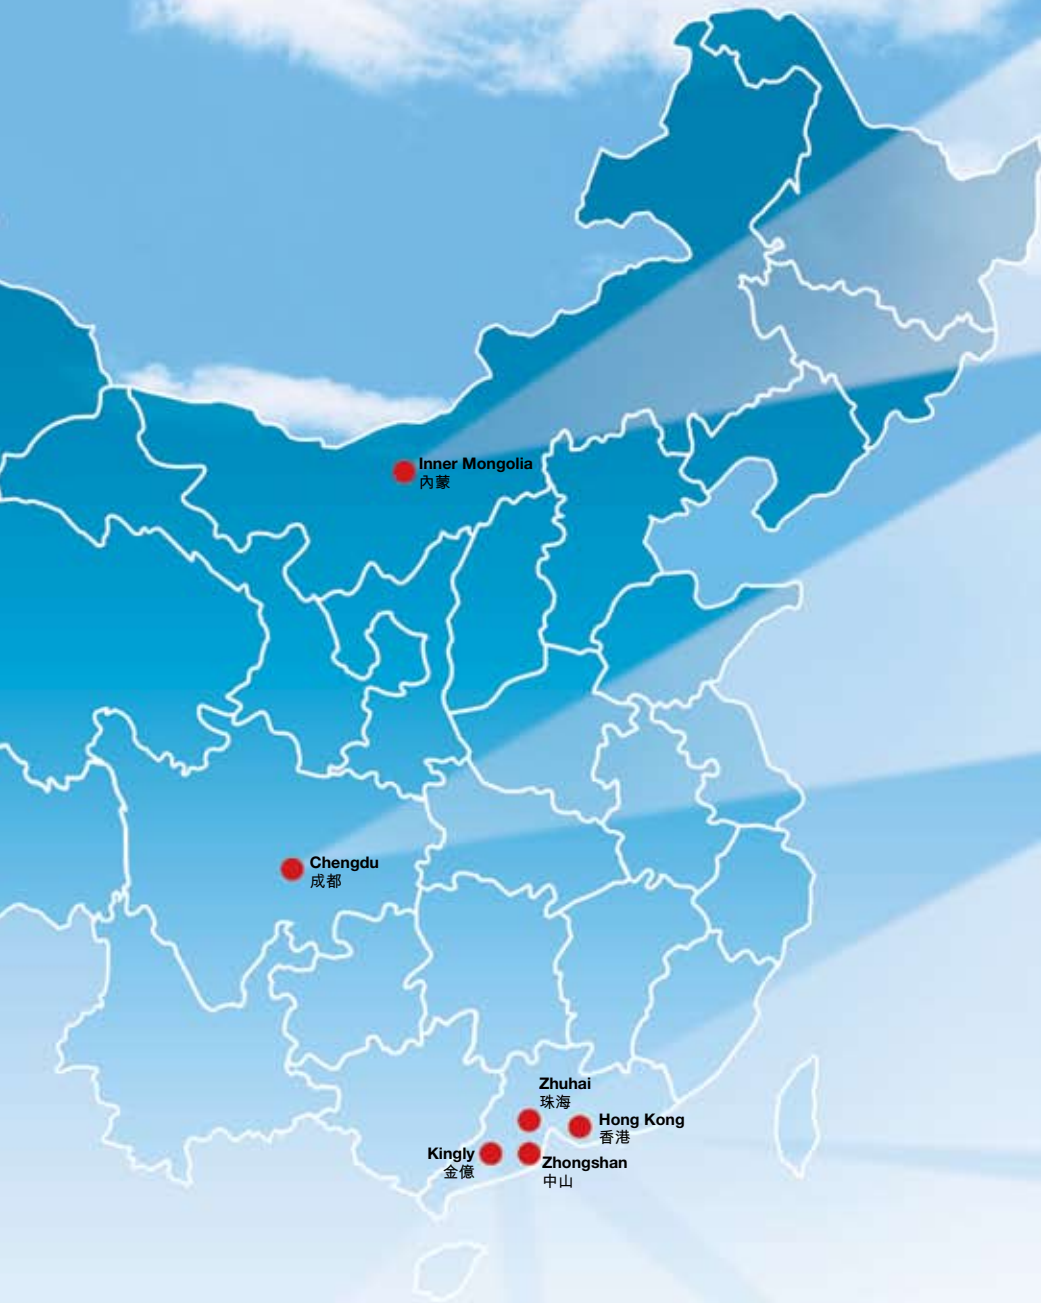 Inner Mongolia
內蒙
Chengdu
成都
Zhuhai
珠海
Hong Kong
香港
Kingly
金億
Zhongshan
中山